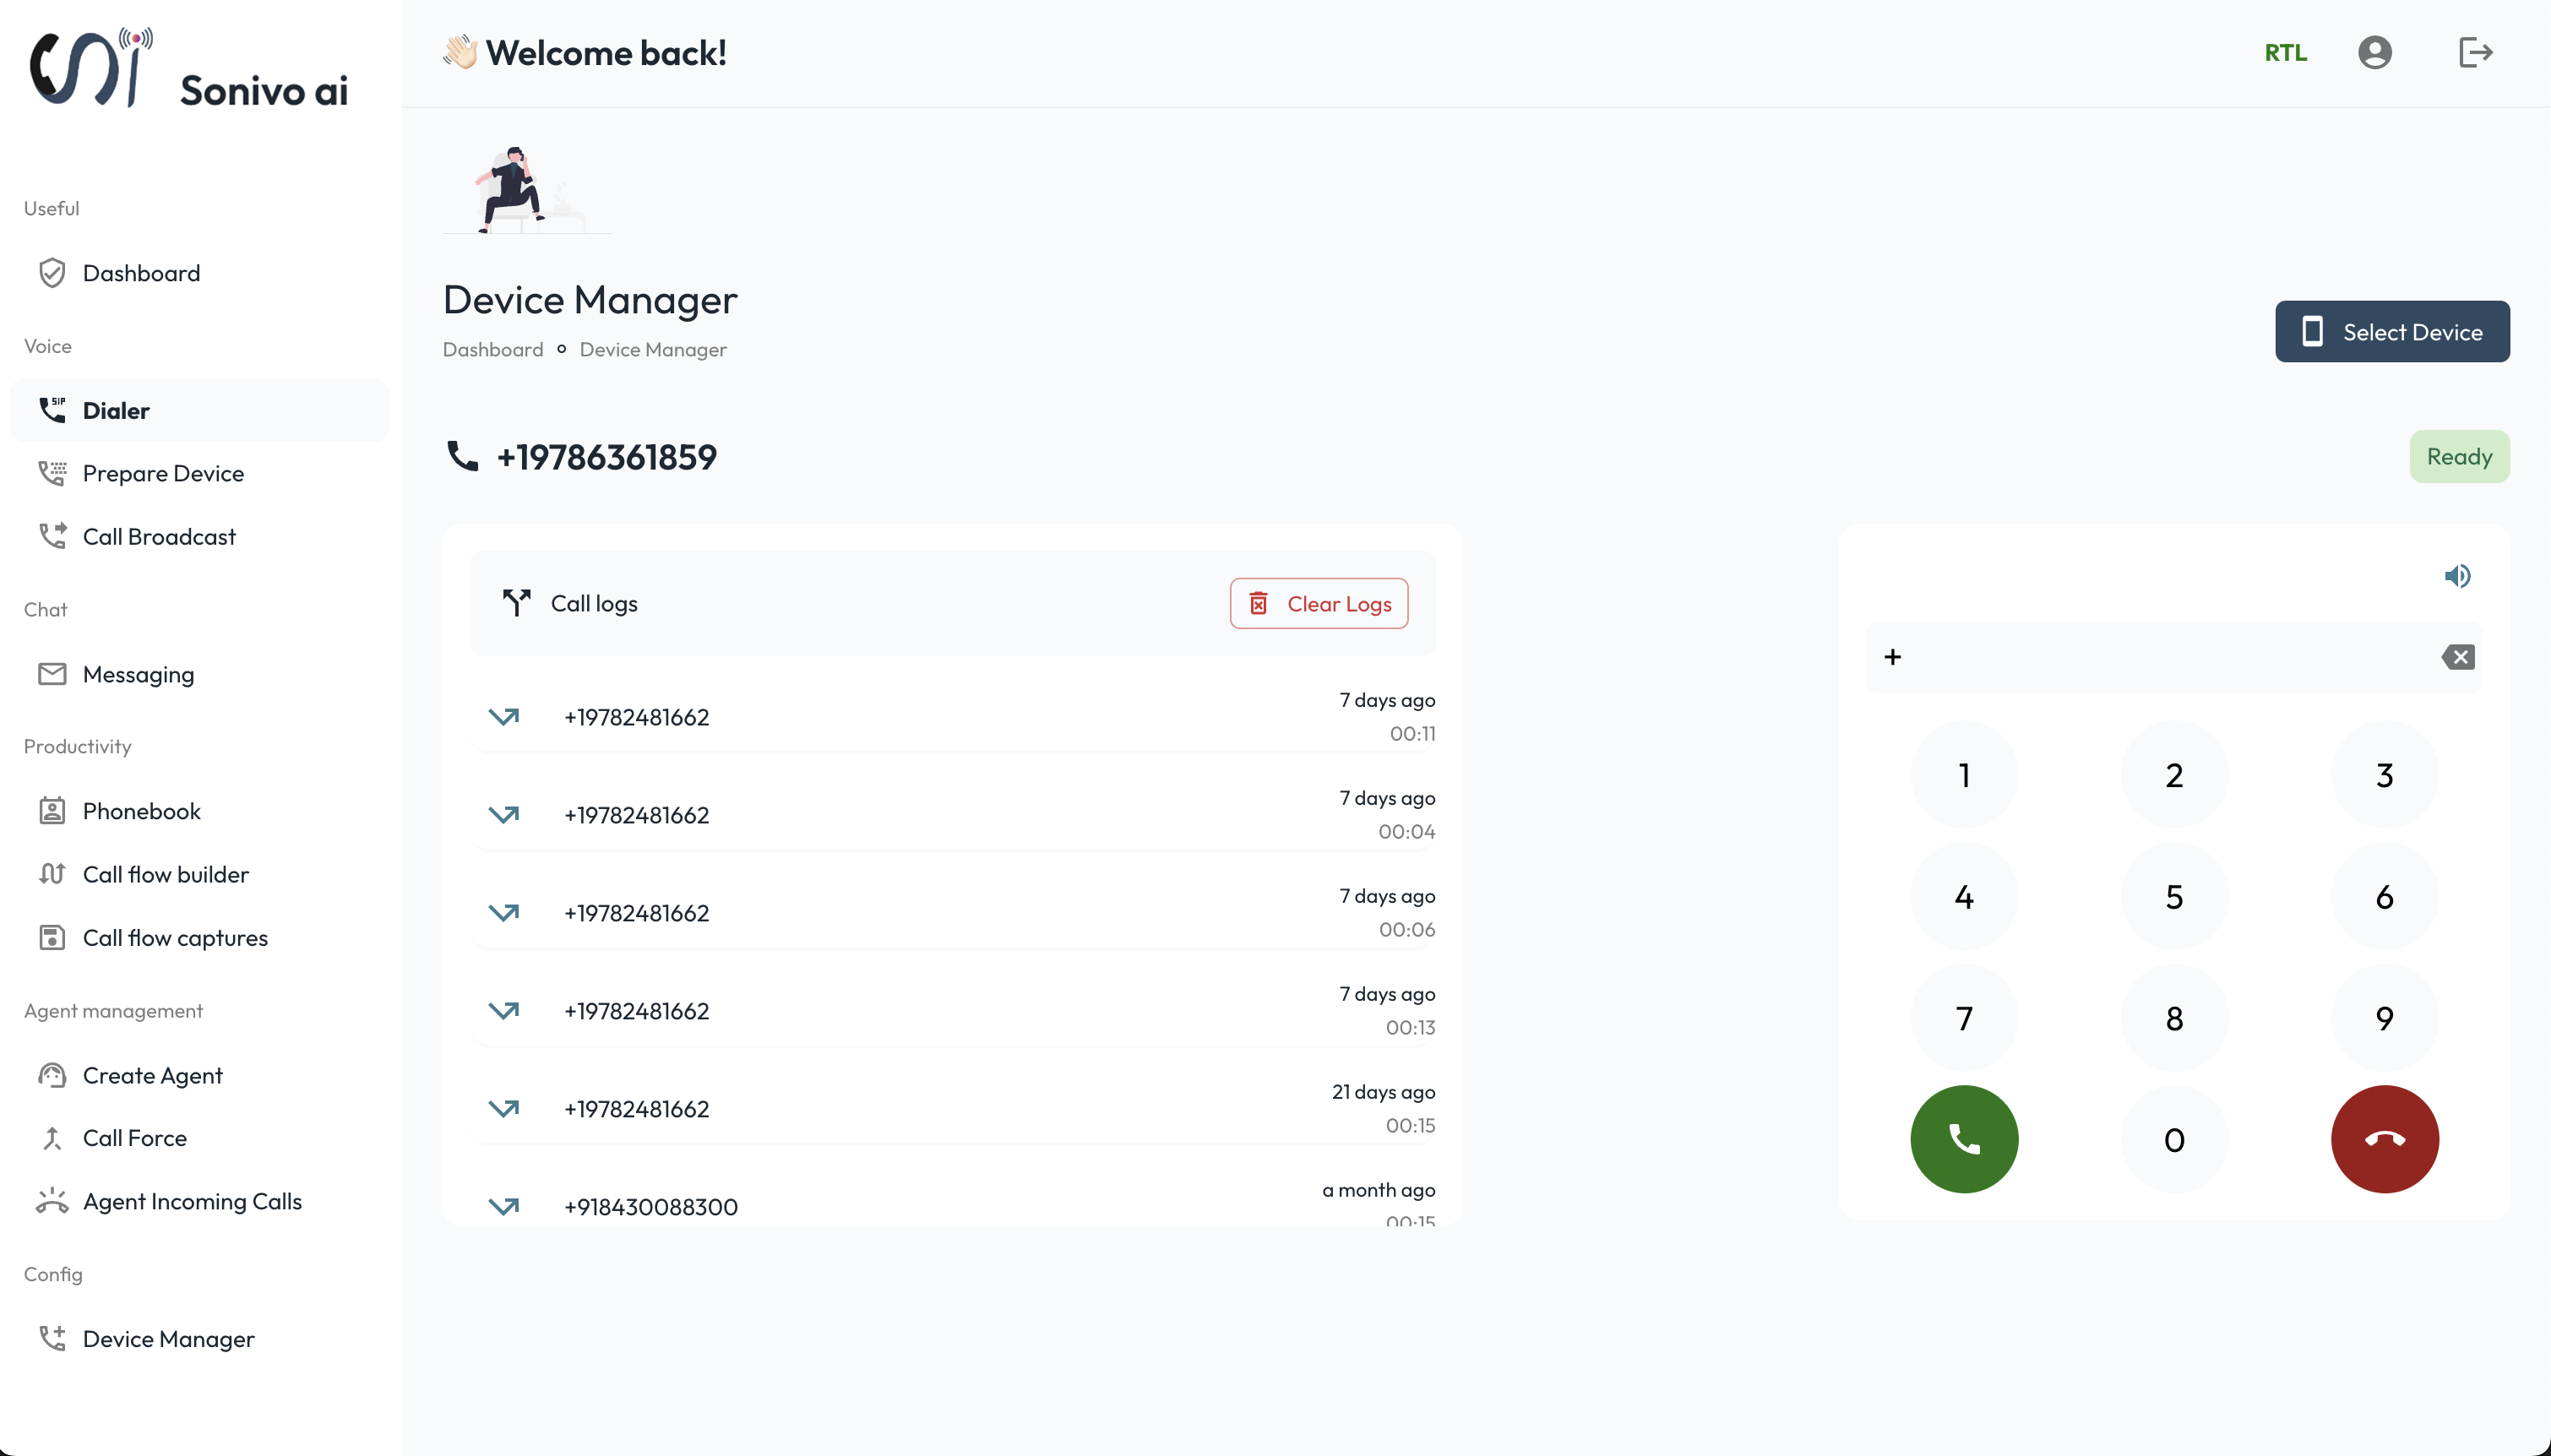 Sonivo ai
Useful
Dashboard
Voice
SIP
Dialer
Prepare Device
Call Broadcast
Chat
Messaging
Productivity
Phonebook
Call flow builder
Call flow captures
Agent management
Create Agent
Call Force
Agent Incoming Calls
Config
Device Manager
👋🏻 Welcome back!
RTL
Device Manager
Dashboard Device Manager
Select Device
+19786361859
Ready
Call logs
Clear Logs
+19782481662
7 days ago
00:11
+19782481662
7 days ago
00:04
+19782481662
7 days ago
00:06
+19782481662
7 days ago
00:13
+19782481662
21 days ago
00:15
+918430088300
a month ago
00:15
+
1 2 3
4 5 6
7 8 9
0